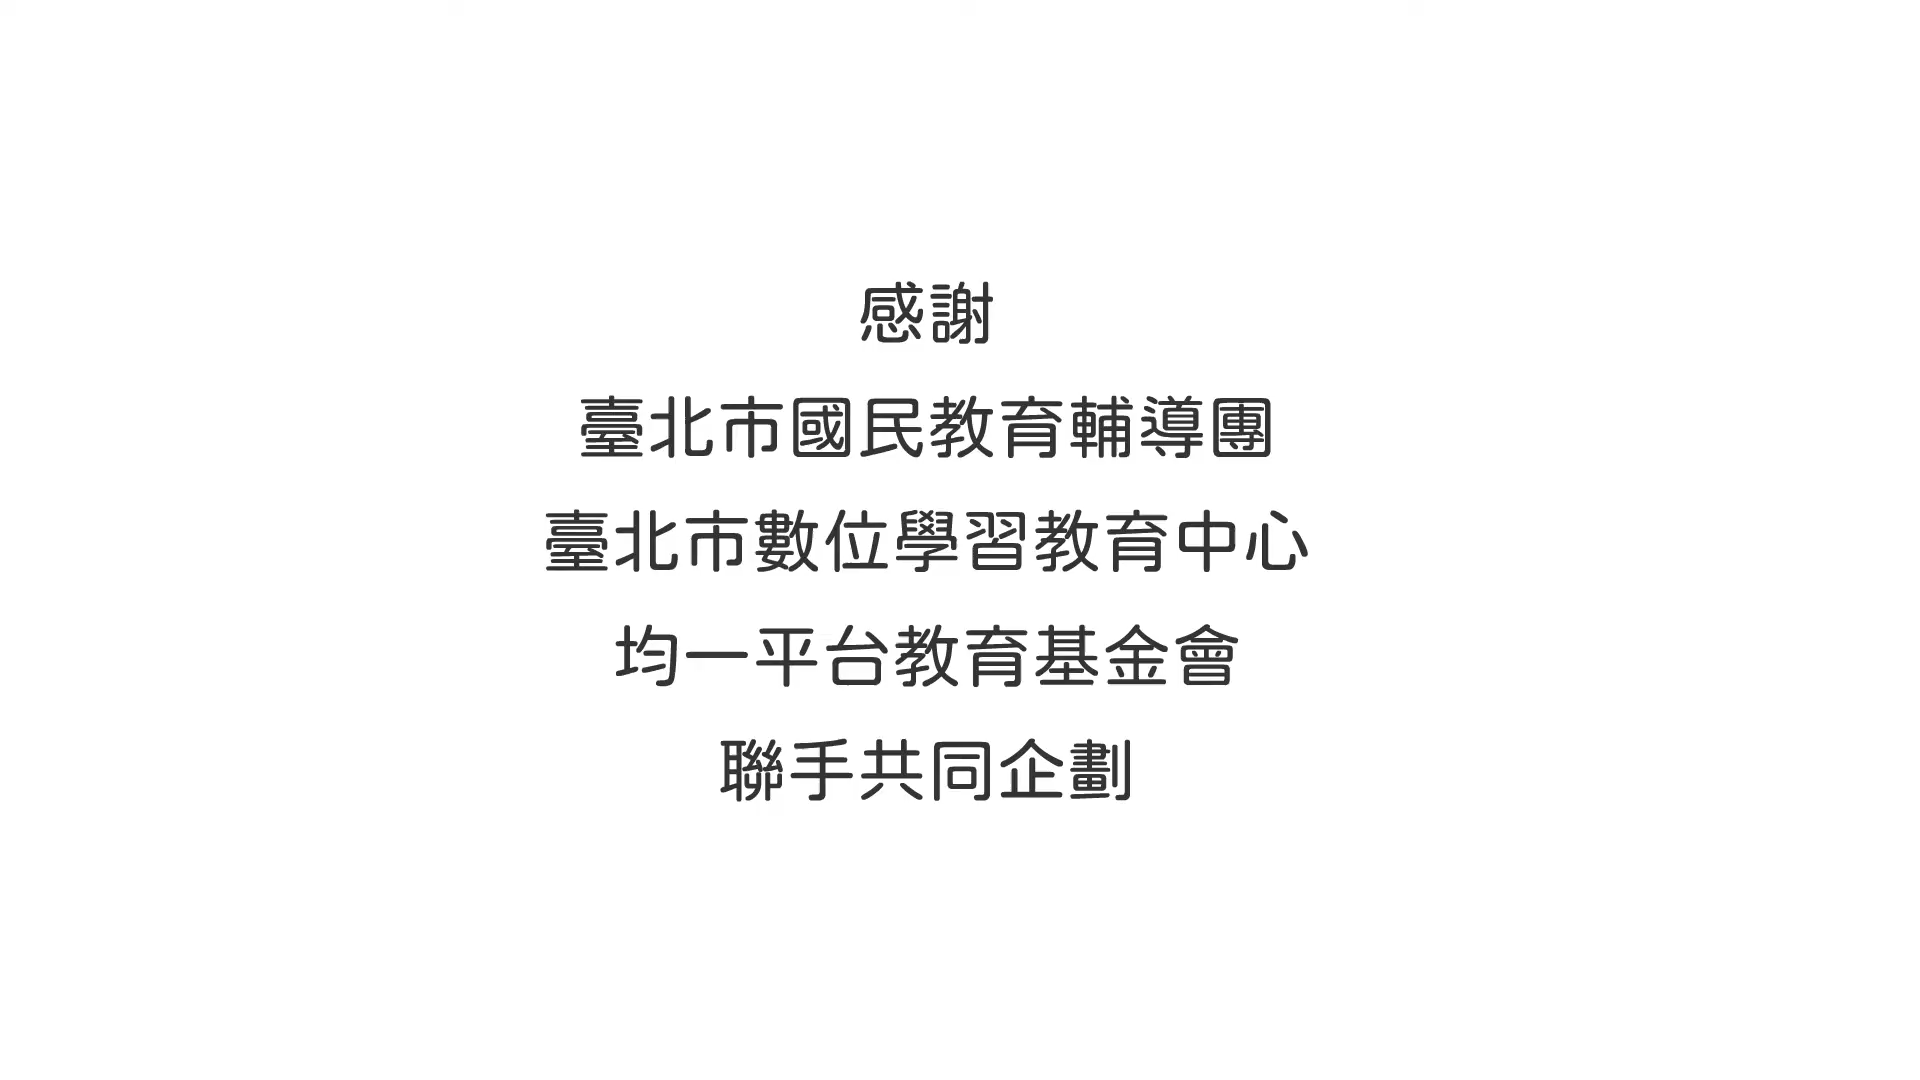 感謝
臺北市國民教育輔導團
臺北市數位學習教育中心
均一平台教育基金會
聯手共同企劃